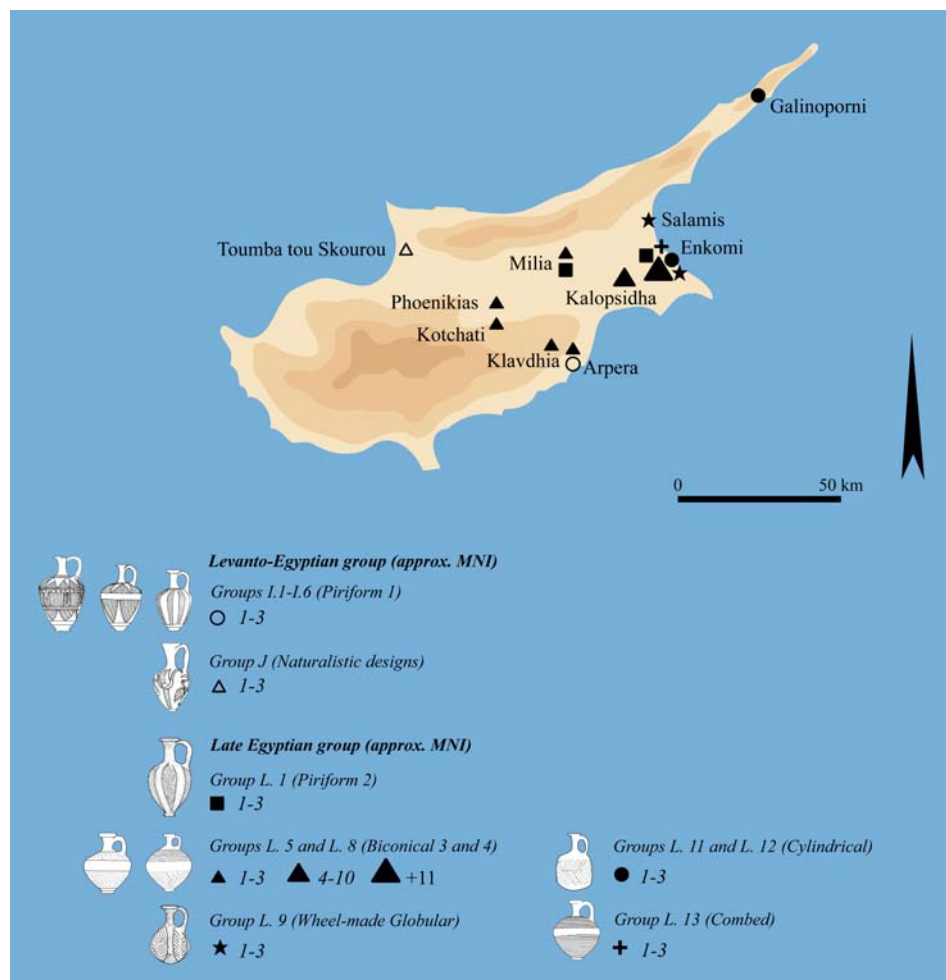 Galinoporni
Salamis
Toumba tou Skourou
Enkomi
Milia
Kalopsidha
Phoenikias
Kotchati
Klavdhia
Arpera
0
50 km
Levanto-Egyptian group (approx. MNI)
Groups I.1-I.6 (Piriform 1)
1-3
Group J (Naturalistic designs)
1-3
Late Egyptian group (approx. MNI)
Group L. 1 (Piriform 2)
1-3
Groups L. 5 and L. 8 (Biconical 3 and 4)
1-3 4-10 +11
Group L. 9 (Wheel-made Globular)
1-3
Groups L. 11 and L. 12 (Cylindrical)
1-3
Group L. 13 (Combed)
1-3